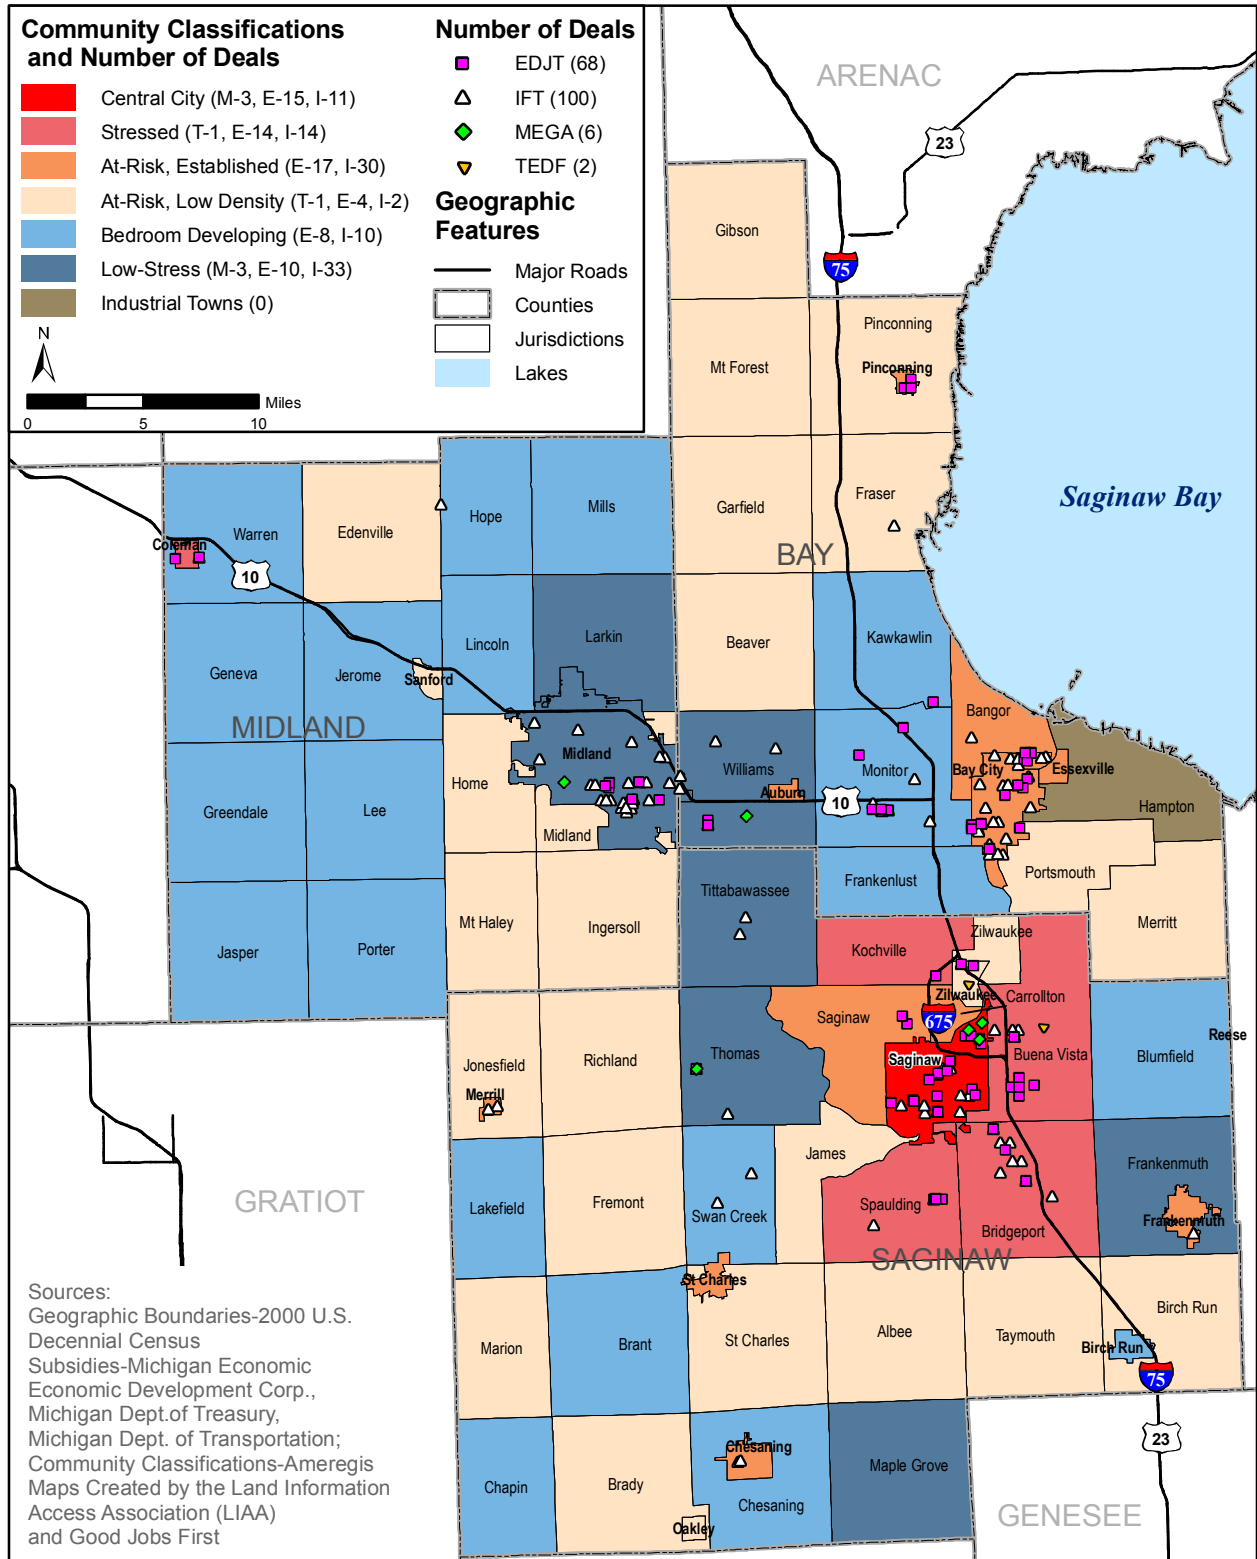 Community Classifications
and Number of Deals
Central City (M-3, E-15, I-11)
Stressed (T-1, E-14, I-14)
At-Risk, Established (E-17, I-30)
At-Risk, Low Density (T-1, E-4, I-2)
Bedroom Developing (E-8, I-10)
Low-Stress (M-3, E-10, I-33)
Industrial Towns (0)
N
Miles
0 5 10
Number of Deals
EDJT (68)
IFT (100)
MEGA (6)
TEDF (2)
Geographic
Features
Major Roads
Counties
Jurisdictions
Lakes
ARENAC
23
Gibson
75
Pinconning
Mt Forest
Pinconning
Saginaw Bay
Fraser
Garfield
Mills
Hope
Warren
Edenville
Coleman
BAY
10
Kawkawlin
Larkin
Beaver
Lincoln
Geneva
Jerome
Sanford
Bangor
MIDLAND
Midland
Williams
Monitor
Bay City
Essexville
Home
Auburn
10
Hampton
Greendale
Lee
Midland
Portsmouth
Frankenlust
Tittabawassee
Mt Haley
Ingersoll
Merritt
Zilwaukee
Kochville
Jasper
Porter
Zilwaukee
Carrollton
Saginaw
675
Reese
Thomas
Buena Vista
Blumfield
Richland
Saginaw
Jonesfield
Merrill
James
Frankenmuth
GRATIOT
Fremont
Spaulding
Lakefield
Swan Creek
Frankenmuth
Bridgeport
SAGINAW
St Charles
Birch Run
Albee
Taymouth
St Charles
Brant
Marion
Birch Run
75
23
Chesaning
Maple Grove
Brady
Chapin
Chesaning
GENESEE
Oakley
Sources:
Geographic Boundaries-2000 U.S.
Decennial Census
Subsidies-Michigan Economic
Economic Development Corp.,
Michigan Dept.of Treasury,
Michigan Dept. of Transportation;
Community Classifications-Ameregis
Maps Created by the Land Information
Access Association (LIAA)
and Good Jobs First